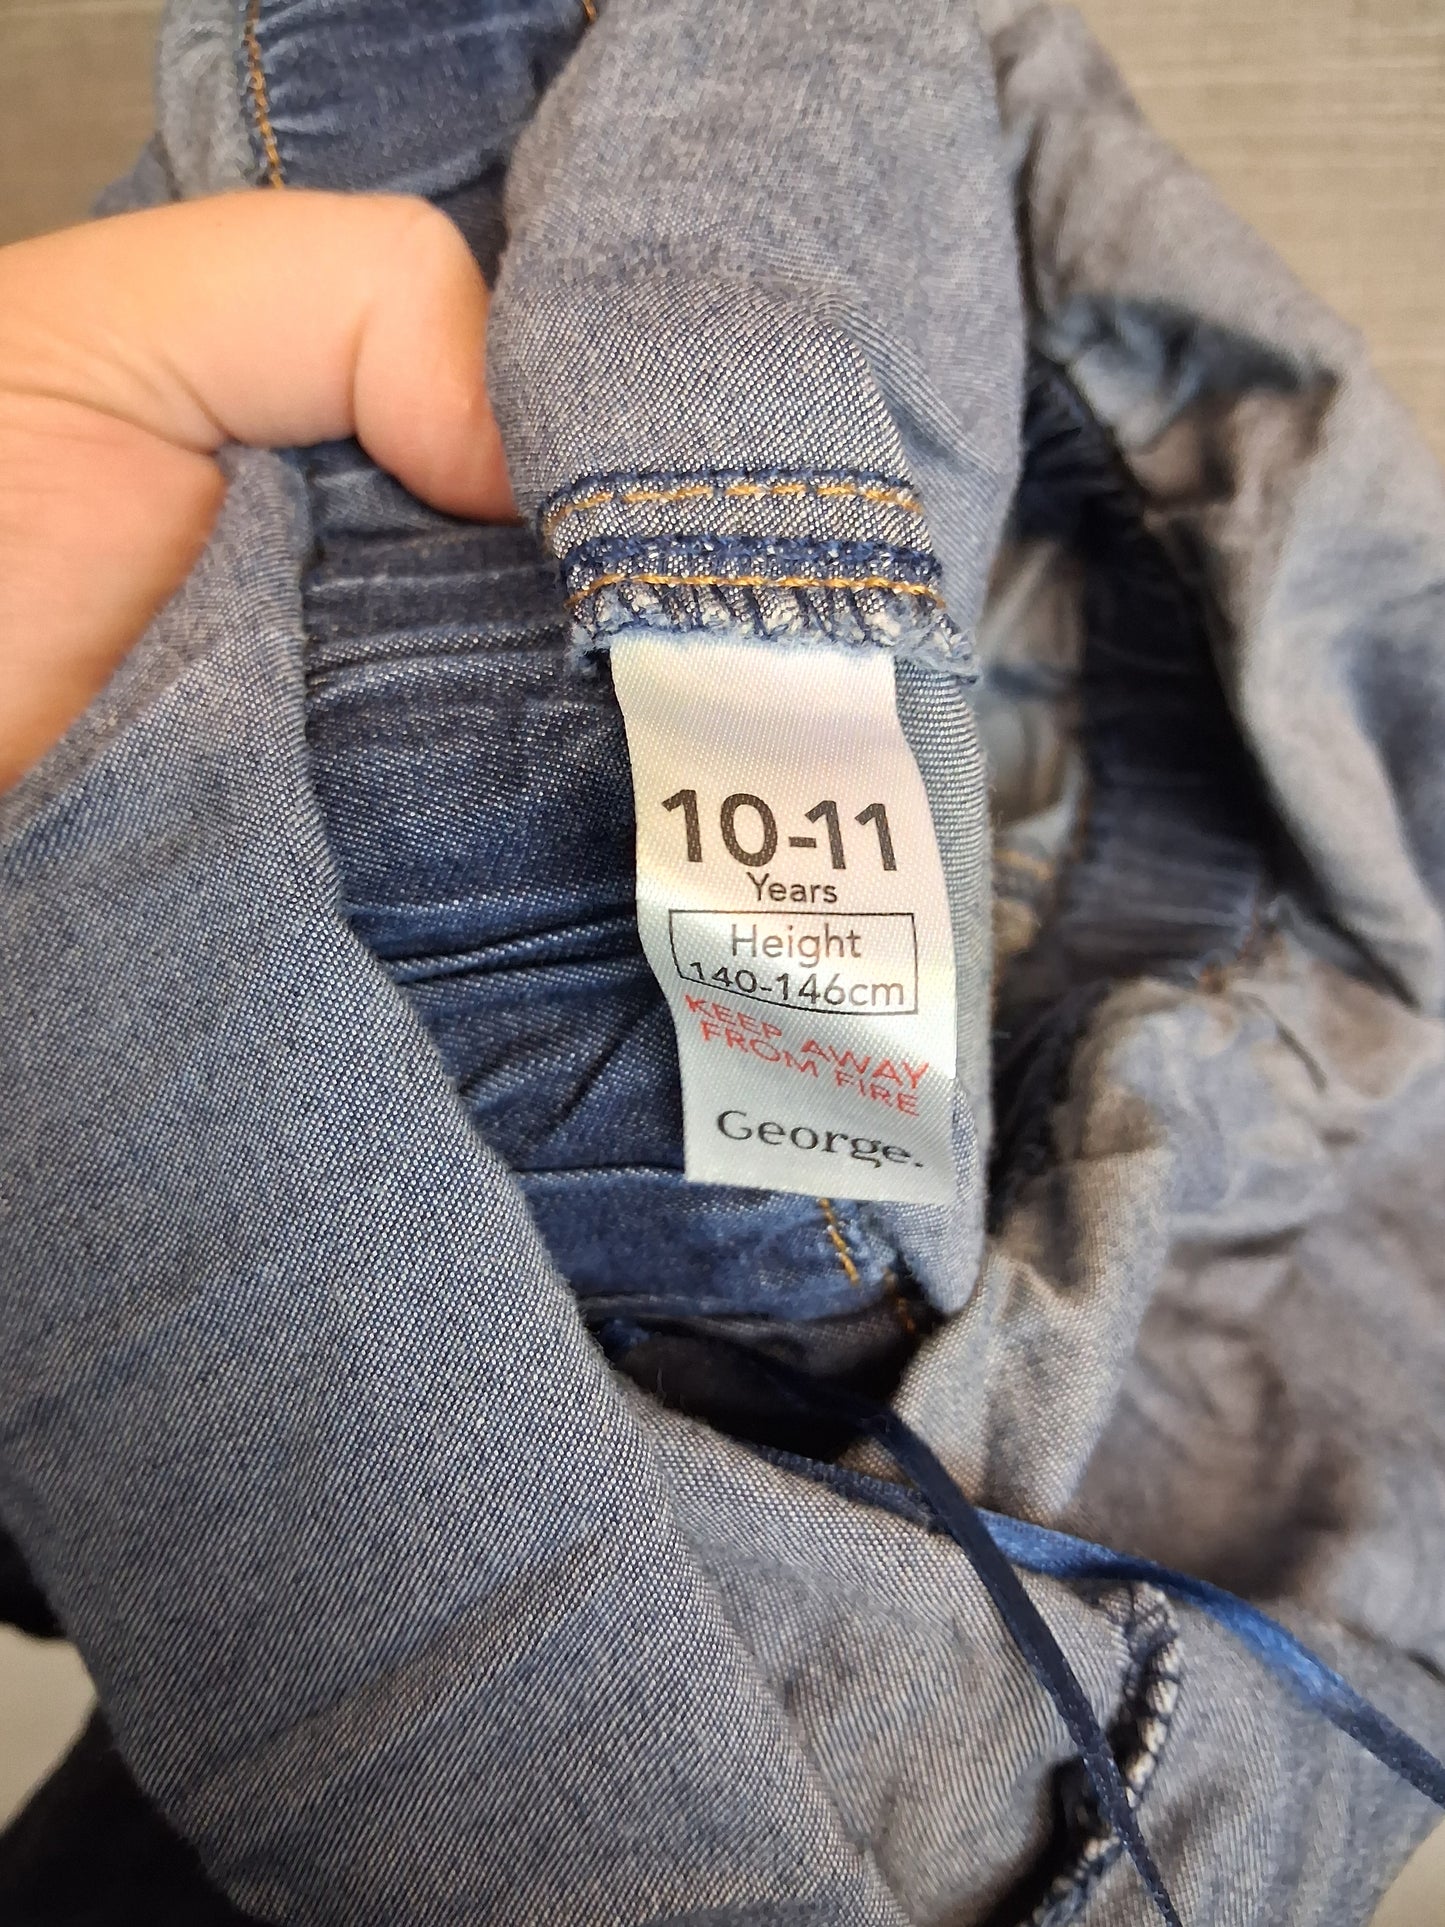 10-11
Years
Height
140-146cm
KEEP AWAY
FROM FIRE
George.